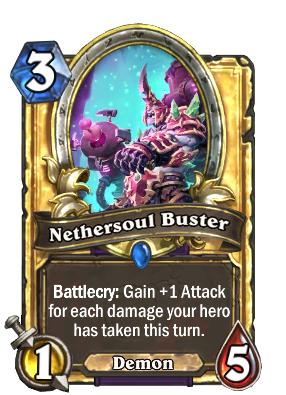 3
Nethersoul Buster
Battlecry: Gain +1 Attack
for each damage your hero
has taken this turn.
1
Demon
5